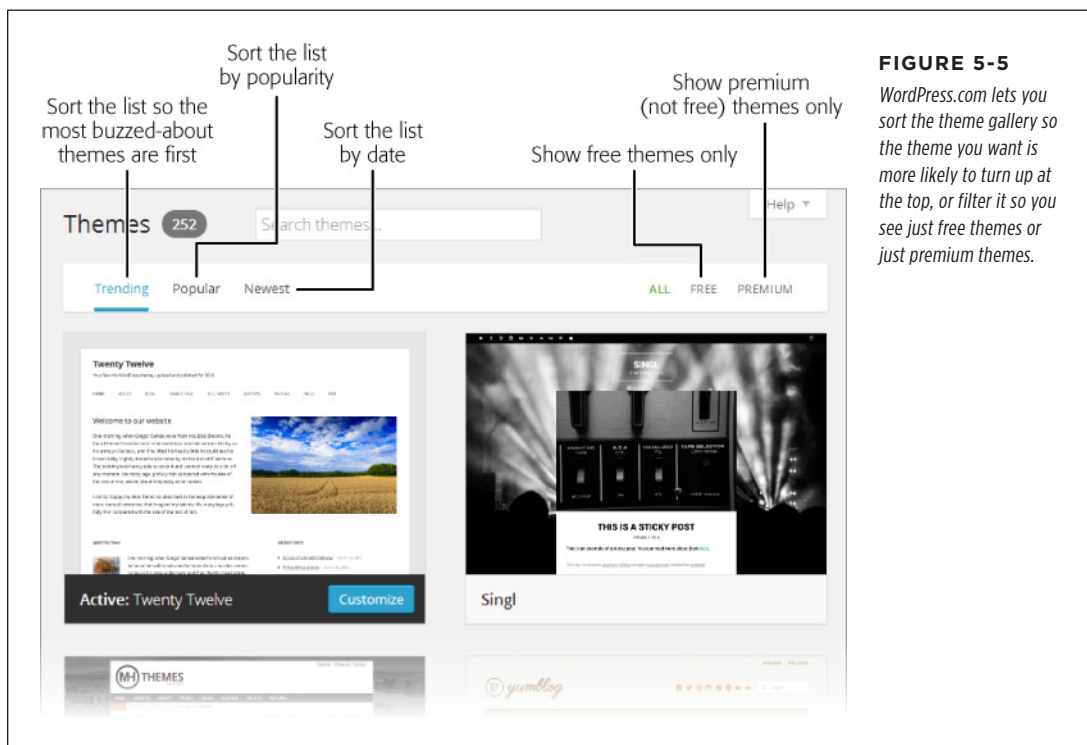 Sort the list
by popularity
Sort the list so the
most buzzed-about
themes are first
Sort the list
by date
Show premium
(not free) themes only
Show free themes only
FIGURE 5-5
WordPress.com lets you
sort the theme gallery so
the theme you want is
more likely to turn up at
the top, or filter it so you
see just free themes or
just premium themes.
Themes 252
Search themes...
Help
Trending Popular Newest
ALL FREE PREMIUM
Twenty Twelve
HOME ABOUT BLOG
Welcome to our website
Active: Twenty Twelve
Customize
SINGL
THIS IS A STICKY POST
Singl
MH THEMES
yumblog